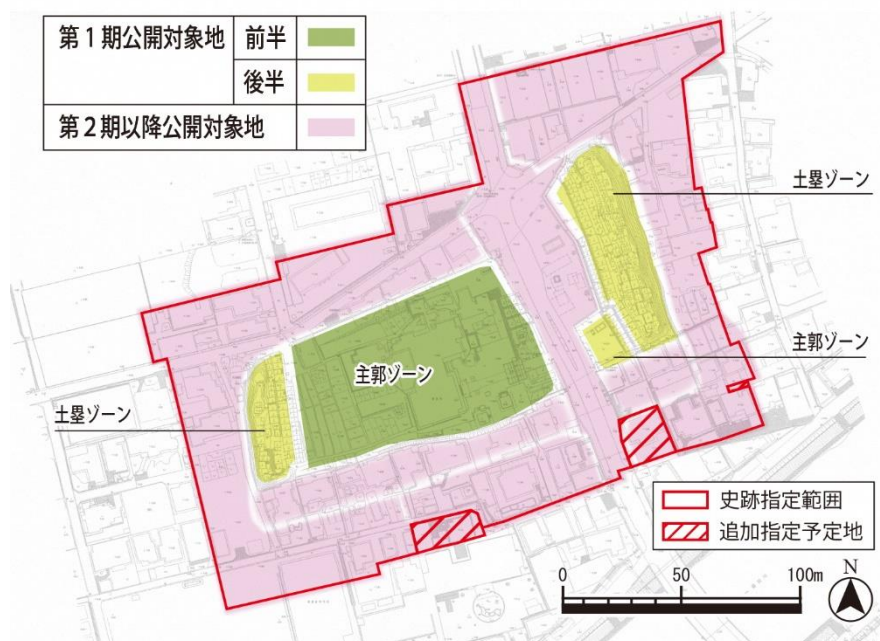 第1期公開対象地 前半
後半
第2期以降公開対象地
土塁ゾーン
主郭ゾーン
主郭ゾーン
土塁ゾーン
史跡指定範囲
追加指定予定地
0 50 100m
N